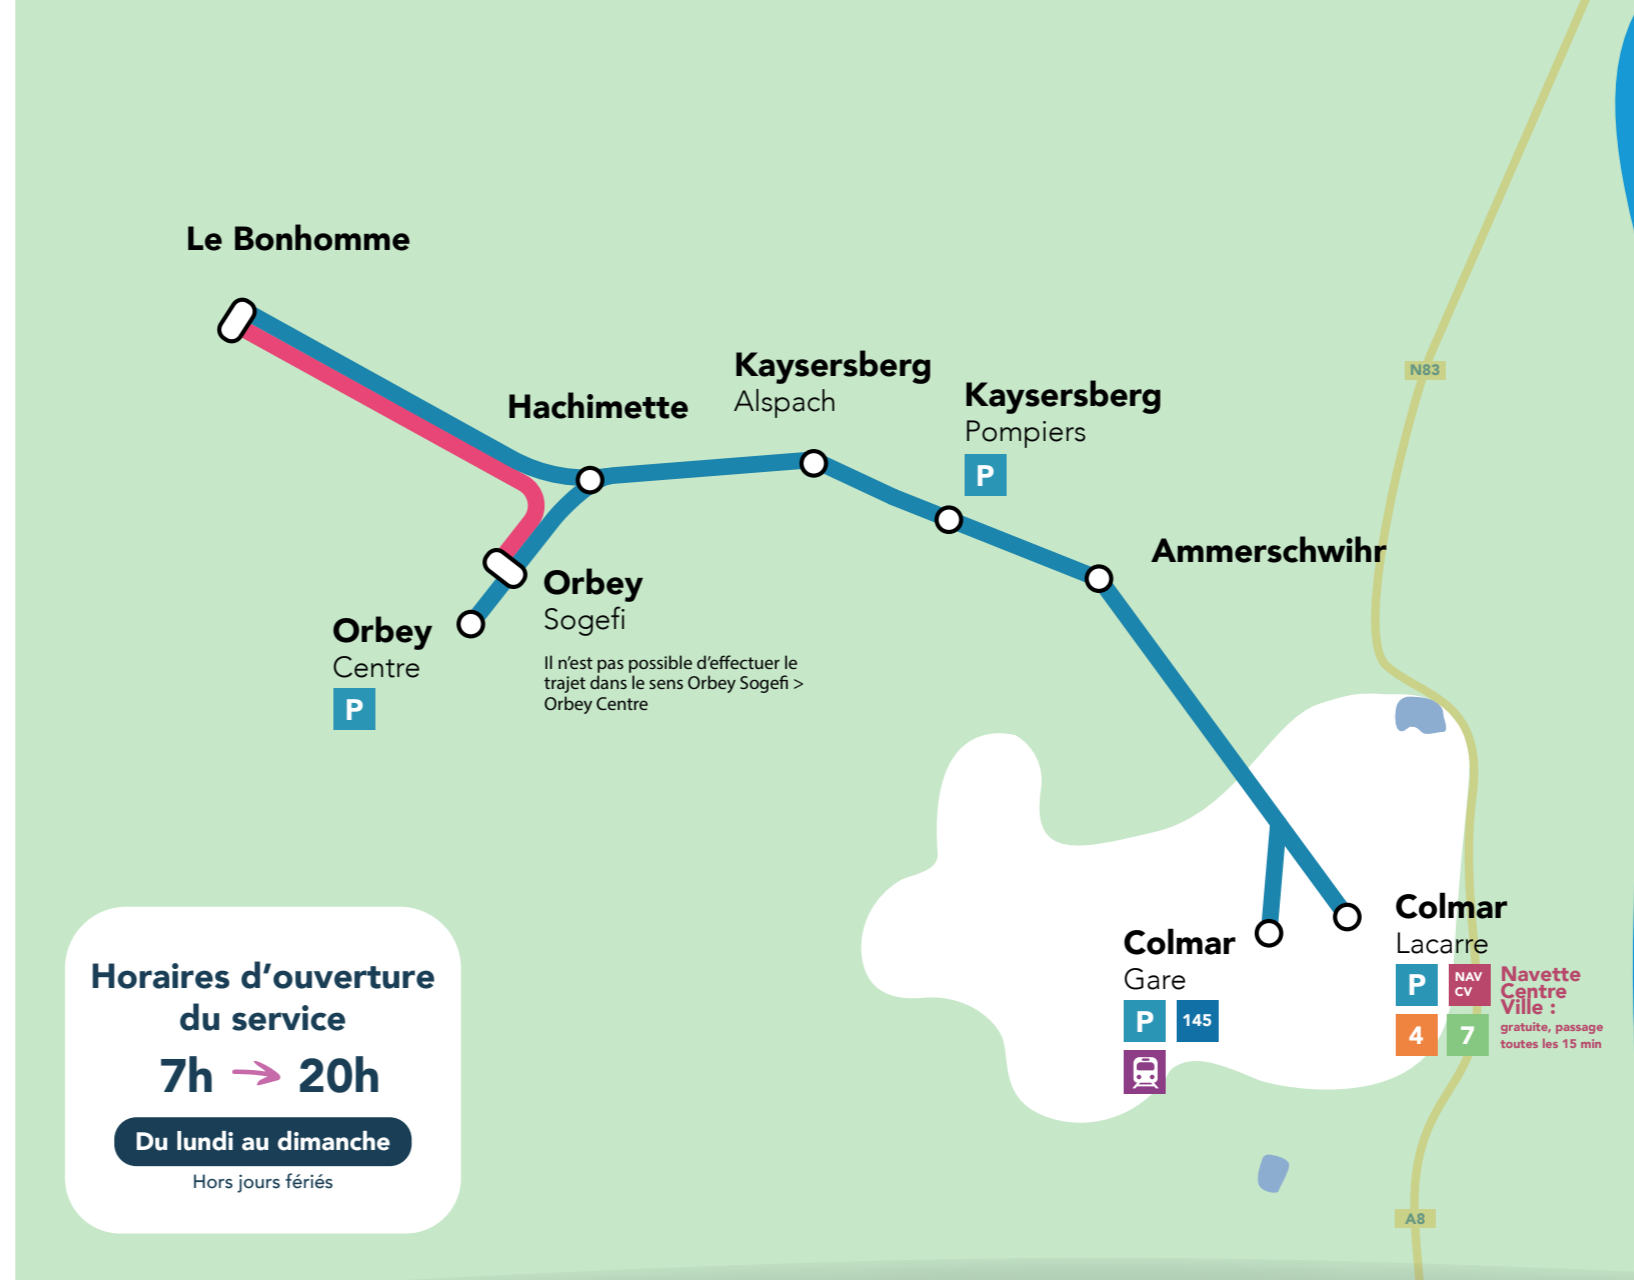 Le Bonhomme
Hachimette
Kaysersberg
Alspach
Kaysersberg
Pompiers
P
N83
Ammerschwihr
Orbey
Sogefi
Il n’est pas possible d’effectuer le
trajet dans le sens Orbey Sogefi >
Orbey Centre
Orbey
Centre
P
Colmar
Gare
P 145
Colmar
Lacarre
P NAV
CV
4 7
Navette
Centre
Ville :
gratuite, passage
toutes les 15 min
Horaires d’ouverture
du service
7h → 20h
Du lundi au dimanche
Hors jours fériés
A8